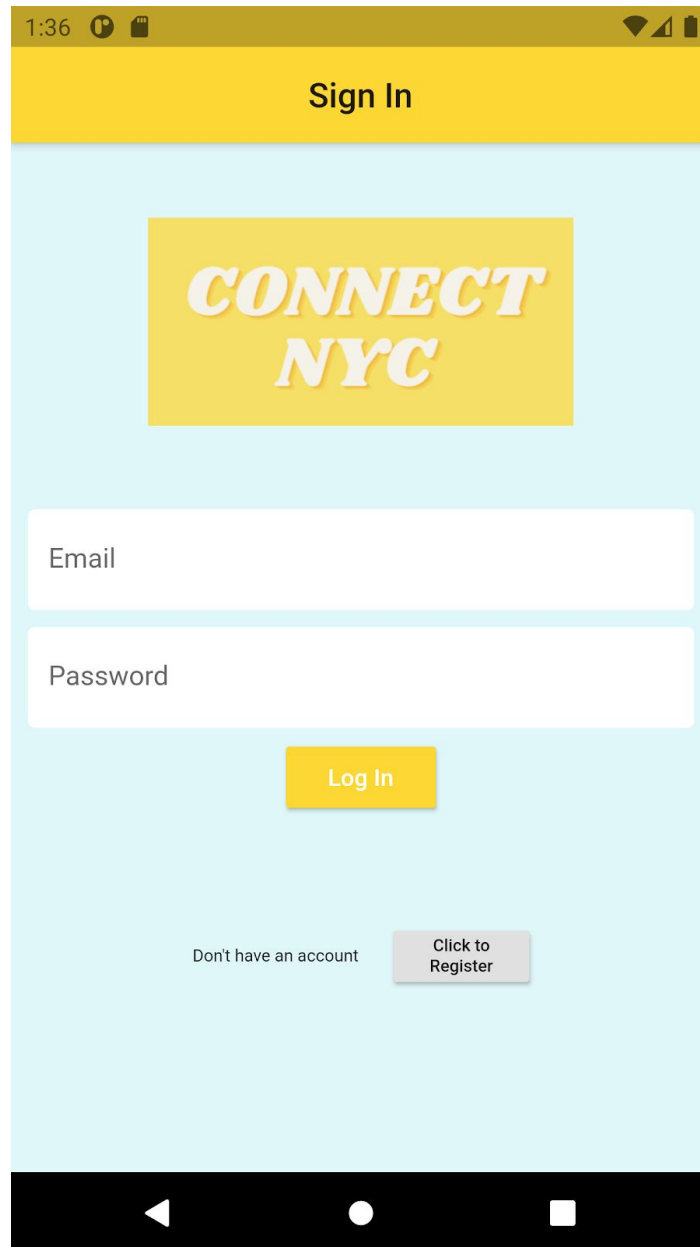 1:36
Sign In
CONNECT
NYC
Email
Password
Log In
Don't have an account
Click to
Register